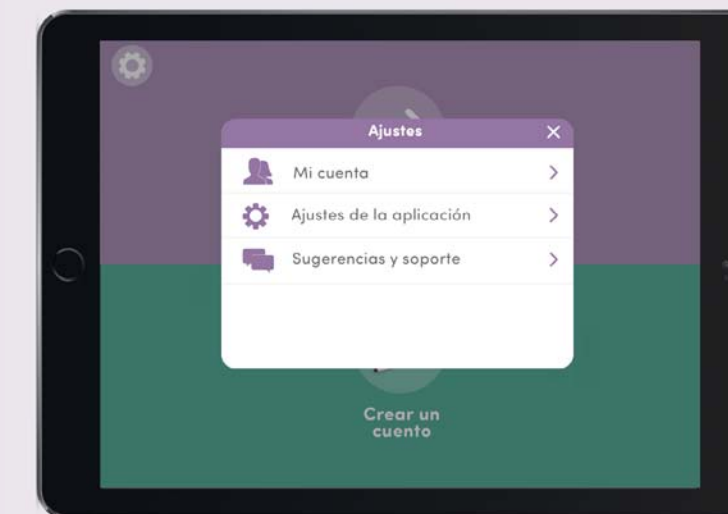 Ajustes
Mi cuenta
Ajustes de la aplicación
Sugerencias y soporte
Crear un
cuento